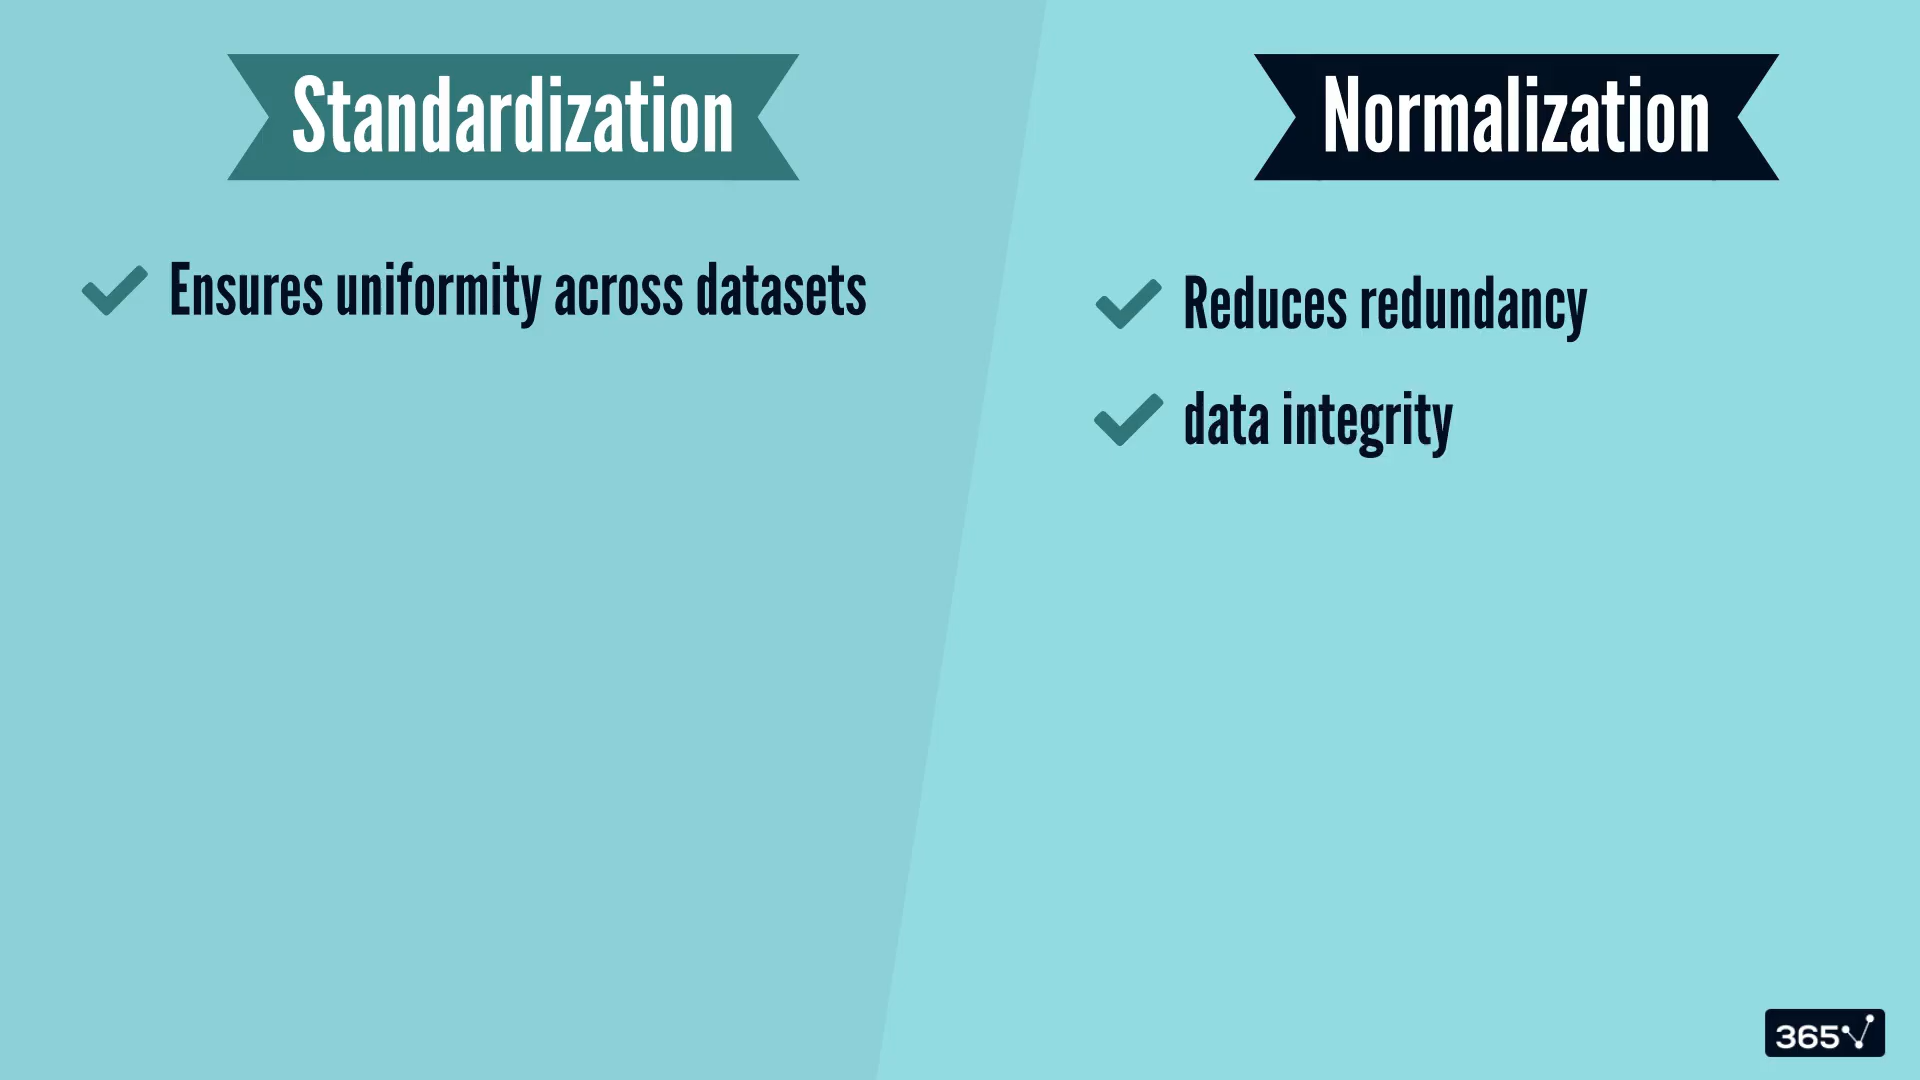 Standardization
Ensures uniformity across datasets
Normalization
Reduces redundancy
data integrity
365